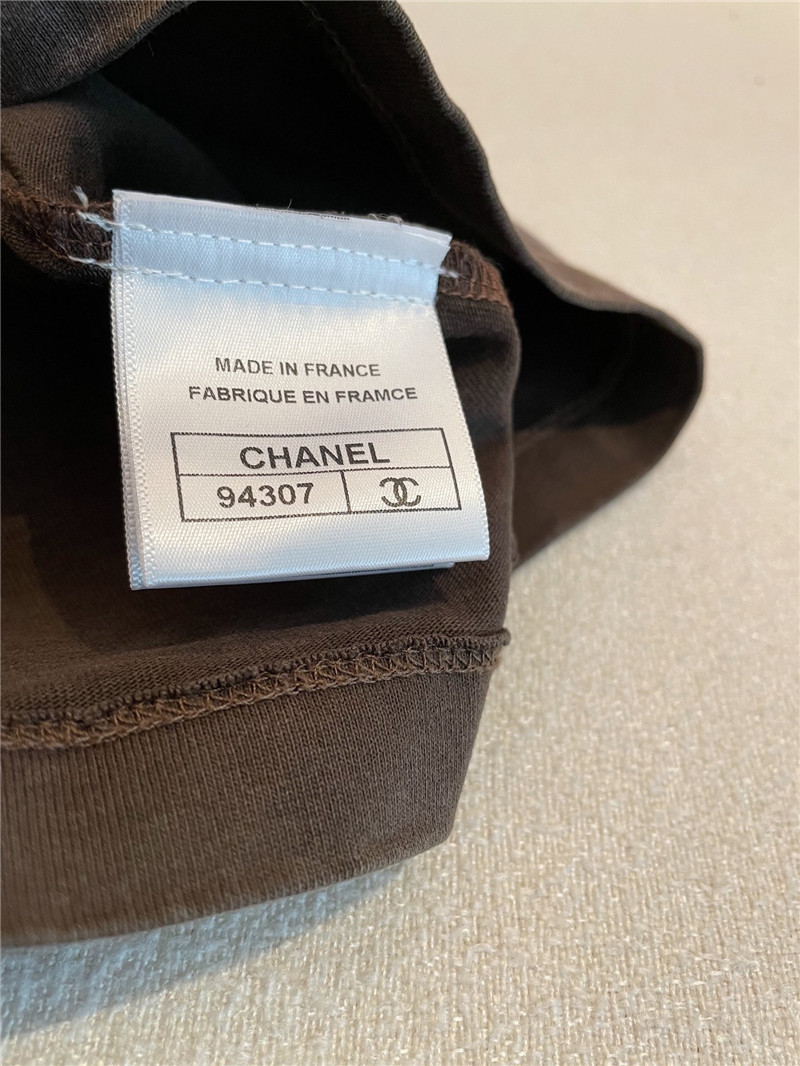 MADE IN FRANCE
FABRIQUE EN FRAMCE
CHANEL
94307